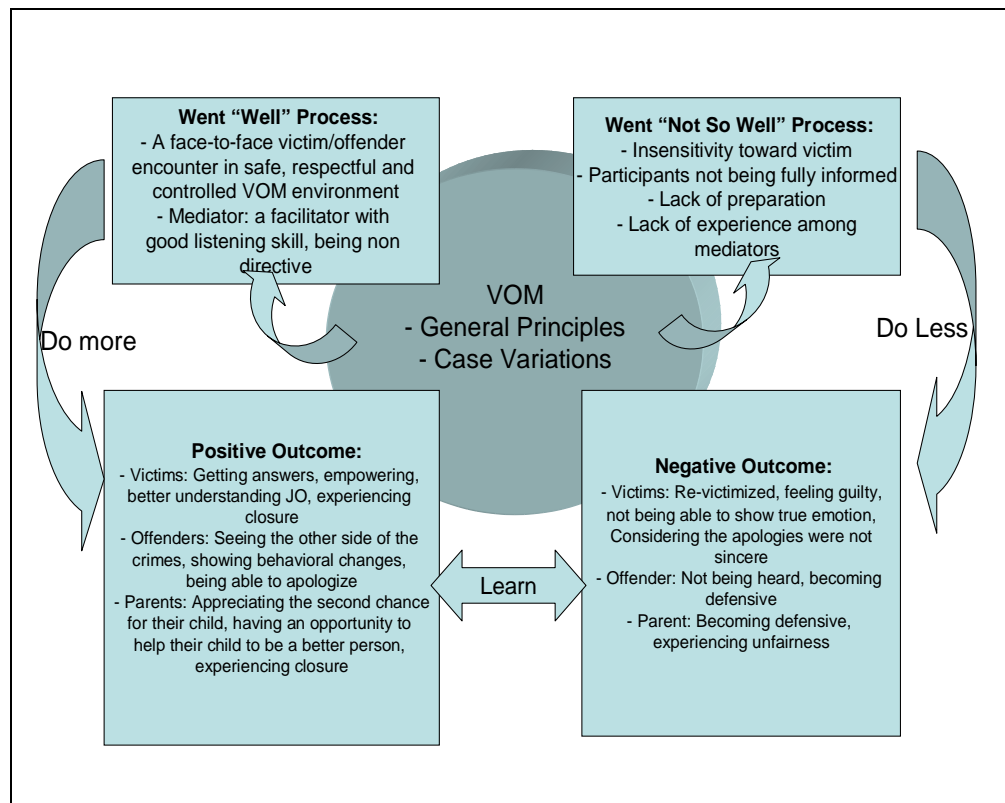 Went “Well” Process:
- A face-to-face victim/offender
encounter in safe, respectful and
controlled VOM environment
- Mediator: a facilitator with
good listening skill, being non
directive
Went “Not So Well” Process:
- Insensitivity toward victim
- Participants not being fully informed
- Lack of preparation
- Lack of experience among
mediators
VOM
- General Principles
- Case Variations
Do more
Do Less
Positive Outcome:
- Victims: Getting answers, empowering,
better understanding JO, experiencing
closure
- Offenders: Seeing the other side of the
crimes, showing behavioral changes,
being able to apologize
- Parents: Appreciating the second chance
for their child, having an opportunity to
help their child to be a better person,
experiencing closure
Learn
Negative Outcome:
- Victims: Re-victimized, feeling guilty,
not being able to show true emotion,
Considering the apologies were not
sincere
- Offender: Not being heard, becoming
defensive
- Parent: Becoming defensive,
experiencing unfairness